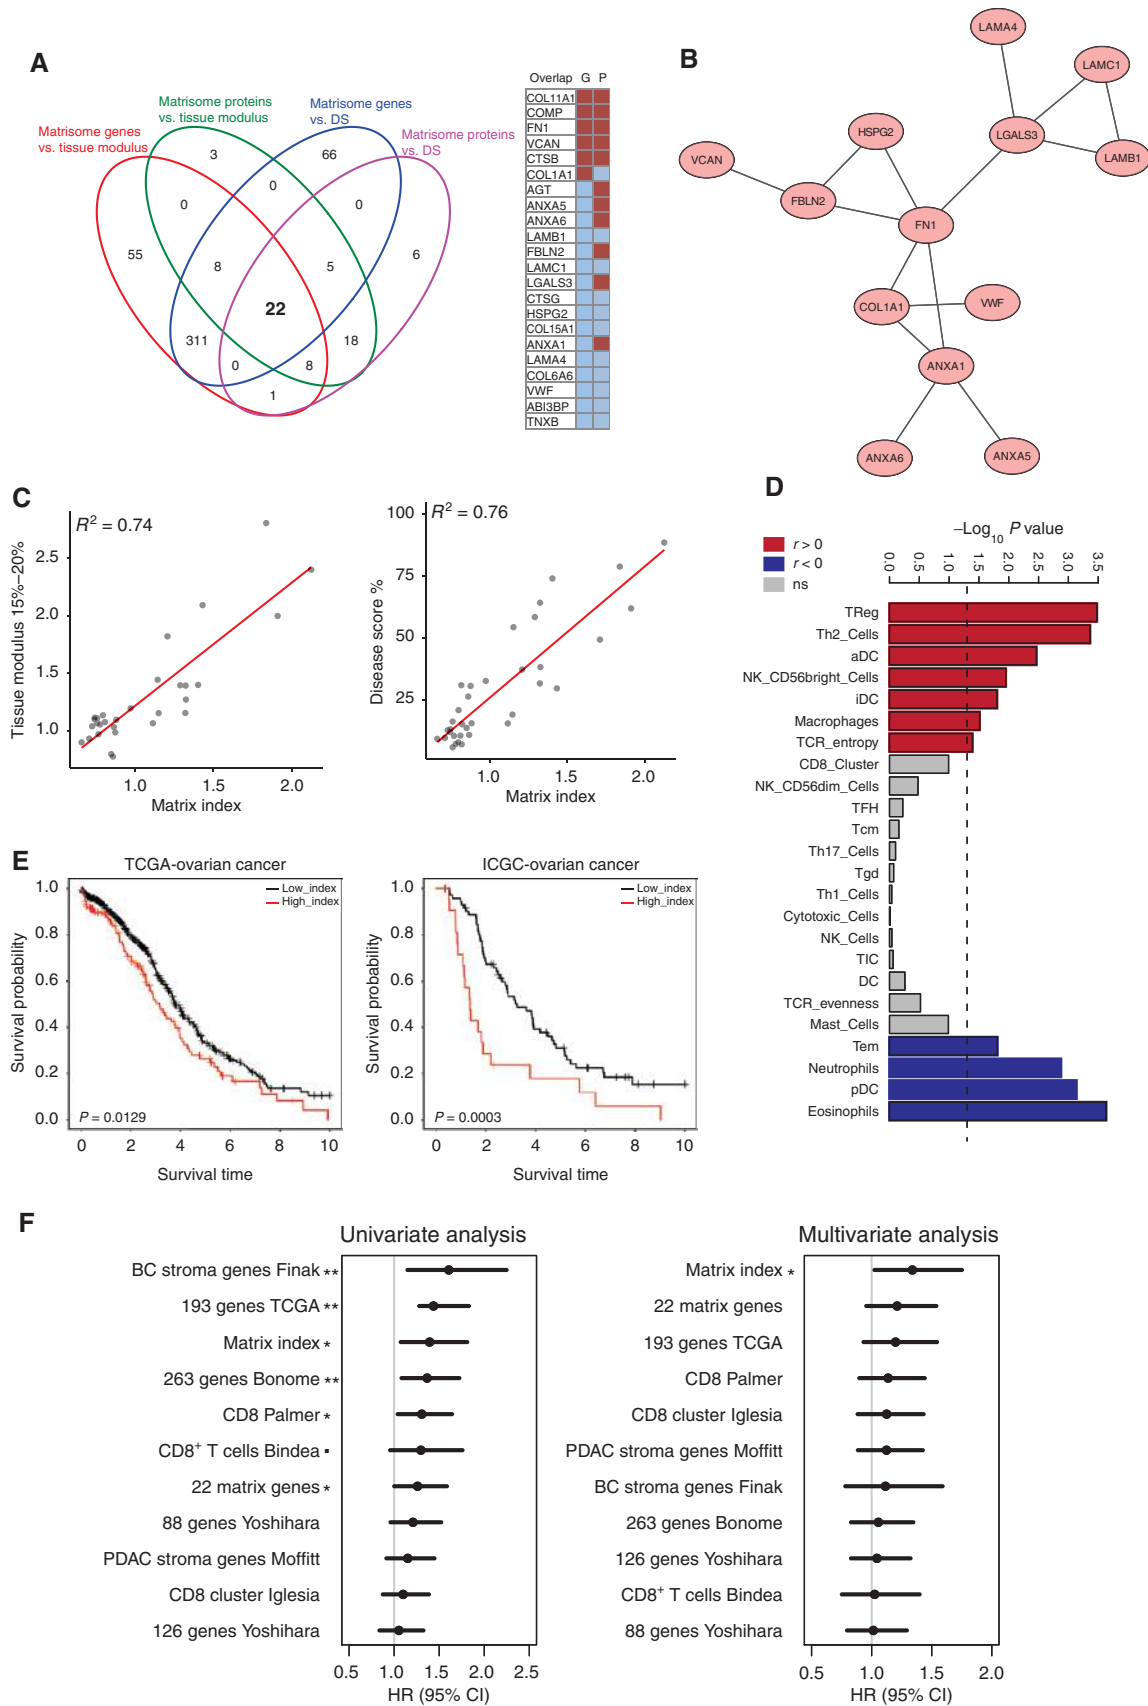 A
Matrisome proteins
vs. tissue modulus
Matrisome genes
vs. DS
Matrisome genes
vs. tissue modulus
Matrisome proteins
vs. DS
3
66
0
0
0
55
6
8
5
22
311
18
0
8
1
Overlap G P
COL11A1
COMP
FN1
VCAN
CTSB
COL1A1
AGT
ANXA5
ANXA6
LAMB1
FBLN2
LAMC1
LGALS3
CTSG
HSPG2
COL15A1
ANXA1
LAMA4
COL6A6
VWF
ABI3BP
TNXB
B
LAMA4
LAMC1
HSPG2
LGALS3
VCAN
LAMB1
FBLN2
FN1
COL1A1
VWF
ANXA1
ANXA6
ANXA5
C
R² = 0.74
Tissue modulus 15%–20%
2.5
2.0
1.5
1.0
1.0 1.5 2.0
Matrix index
R² = 0.76
Disease score %
100
75
50
25
1.0 1.5 2.0
Matrix index
D
–Log₁₀ P value
r > 0
r < 0
ns
0.0 0.5 1.0 1.5 2.0 2.5 3.0 3.5
TReg
Th2_Cells
aDC
NK_CD56bright_Cells
iDC
Macrophages
TCR_entropy
CD8_Cluster
NK_CD56dim_Cells
TFH
Tcm
Th17_Cells
Tgd
Th1_Cells
Cytotoxic_Cells
NK_Cells
TIC
DC
TCR_evenness
Mast_Cells
Tem
Neutrophils
pDC
Eosinophils
E
TCGA-ovarian cancer
Low_index
High_index
Survival probability
1.0
0.8
0.6
0.4
0.2
0.0
P = 0.0129
0 2 4 6 8 10
Survival time
ICGC-ovarian cancer
Low_index
High_index
Survival probability
1.0
0.8
0.6
0.4
0.2
0.0
P = 0.0003
0 2 4 6 8 10
Survival time
F
Univariate analysis
BC stroma genes Finak **
193 genes TCGA **
Matrix index *
263 genes Bonome **
CD8 Palmer *
CD8⁺ T cells Bindea ▪
22 matrix genes *
88 genes Yoshihara
PDAC stroma genes Moffitt
CD8 cluster Iglesia
126 genes Yoshihara
0.5 1.0 1.5 2.0 2.5
HR (95% CI)
Multivariate analysis
Matrix index *
22 matrix genes
193 genes TCGA
CD8 Palmer
CD8 cluster Iglesia
PDAC stroma genes Moffitt
BC stroma genes Finak
263 genes Bonome
126 genes Yoshihara
CD8⁺ T cells Bindea
88 genes Yoshihara
0.5 1.0 1.5 2.0
HR (95% CI)